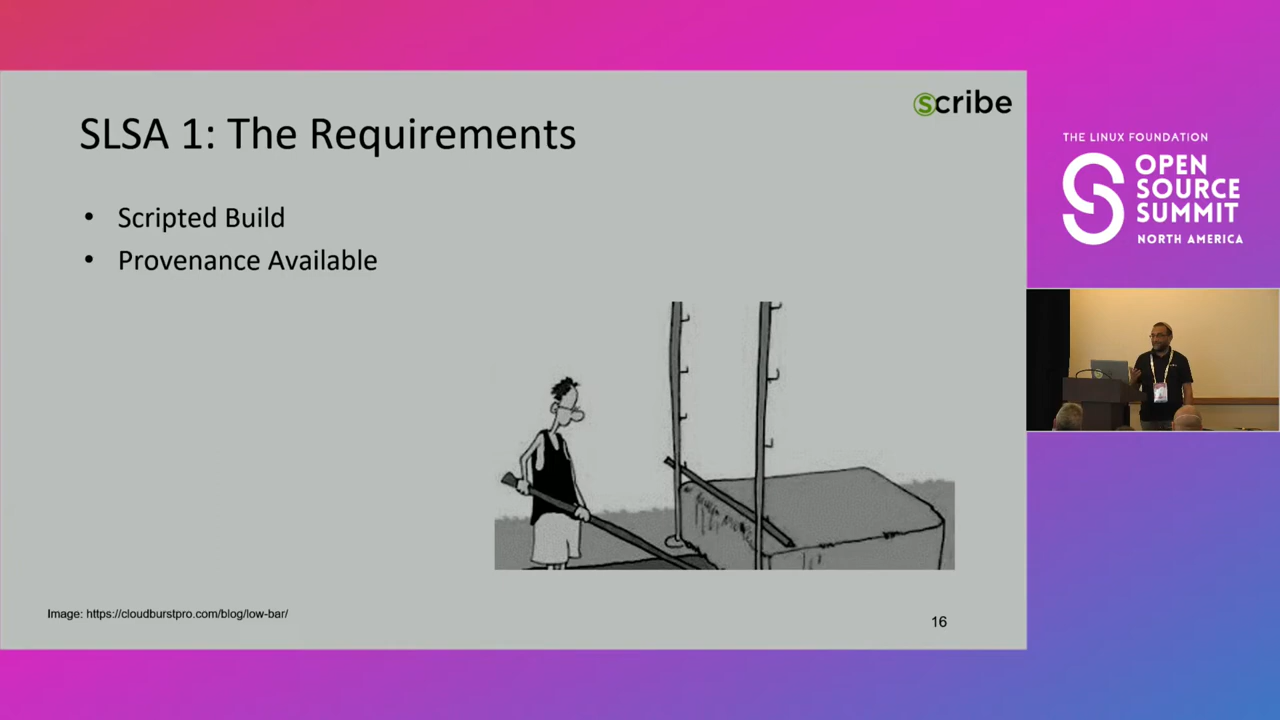 scribe
SLSA 1: The Requirements
• Scripted Build
• Provenance Available
Image: https://cloudburstpro.com/blog/low-bar/
16
THE LINUX FOUNDATION
OPEN
SOURCE
SUMMIT
NORTH AMERICA